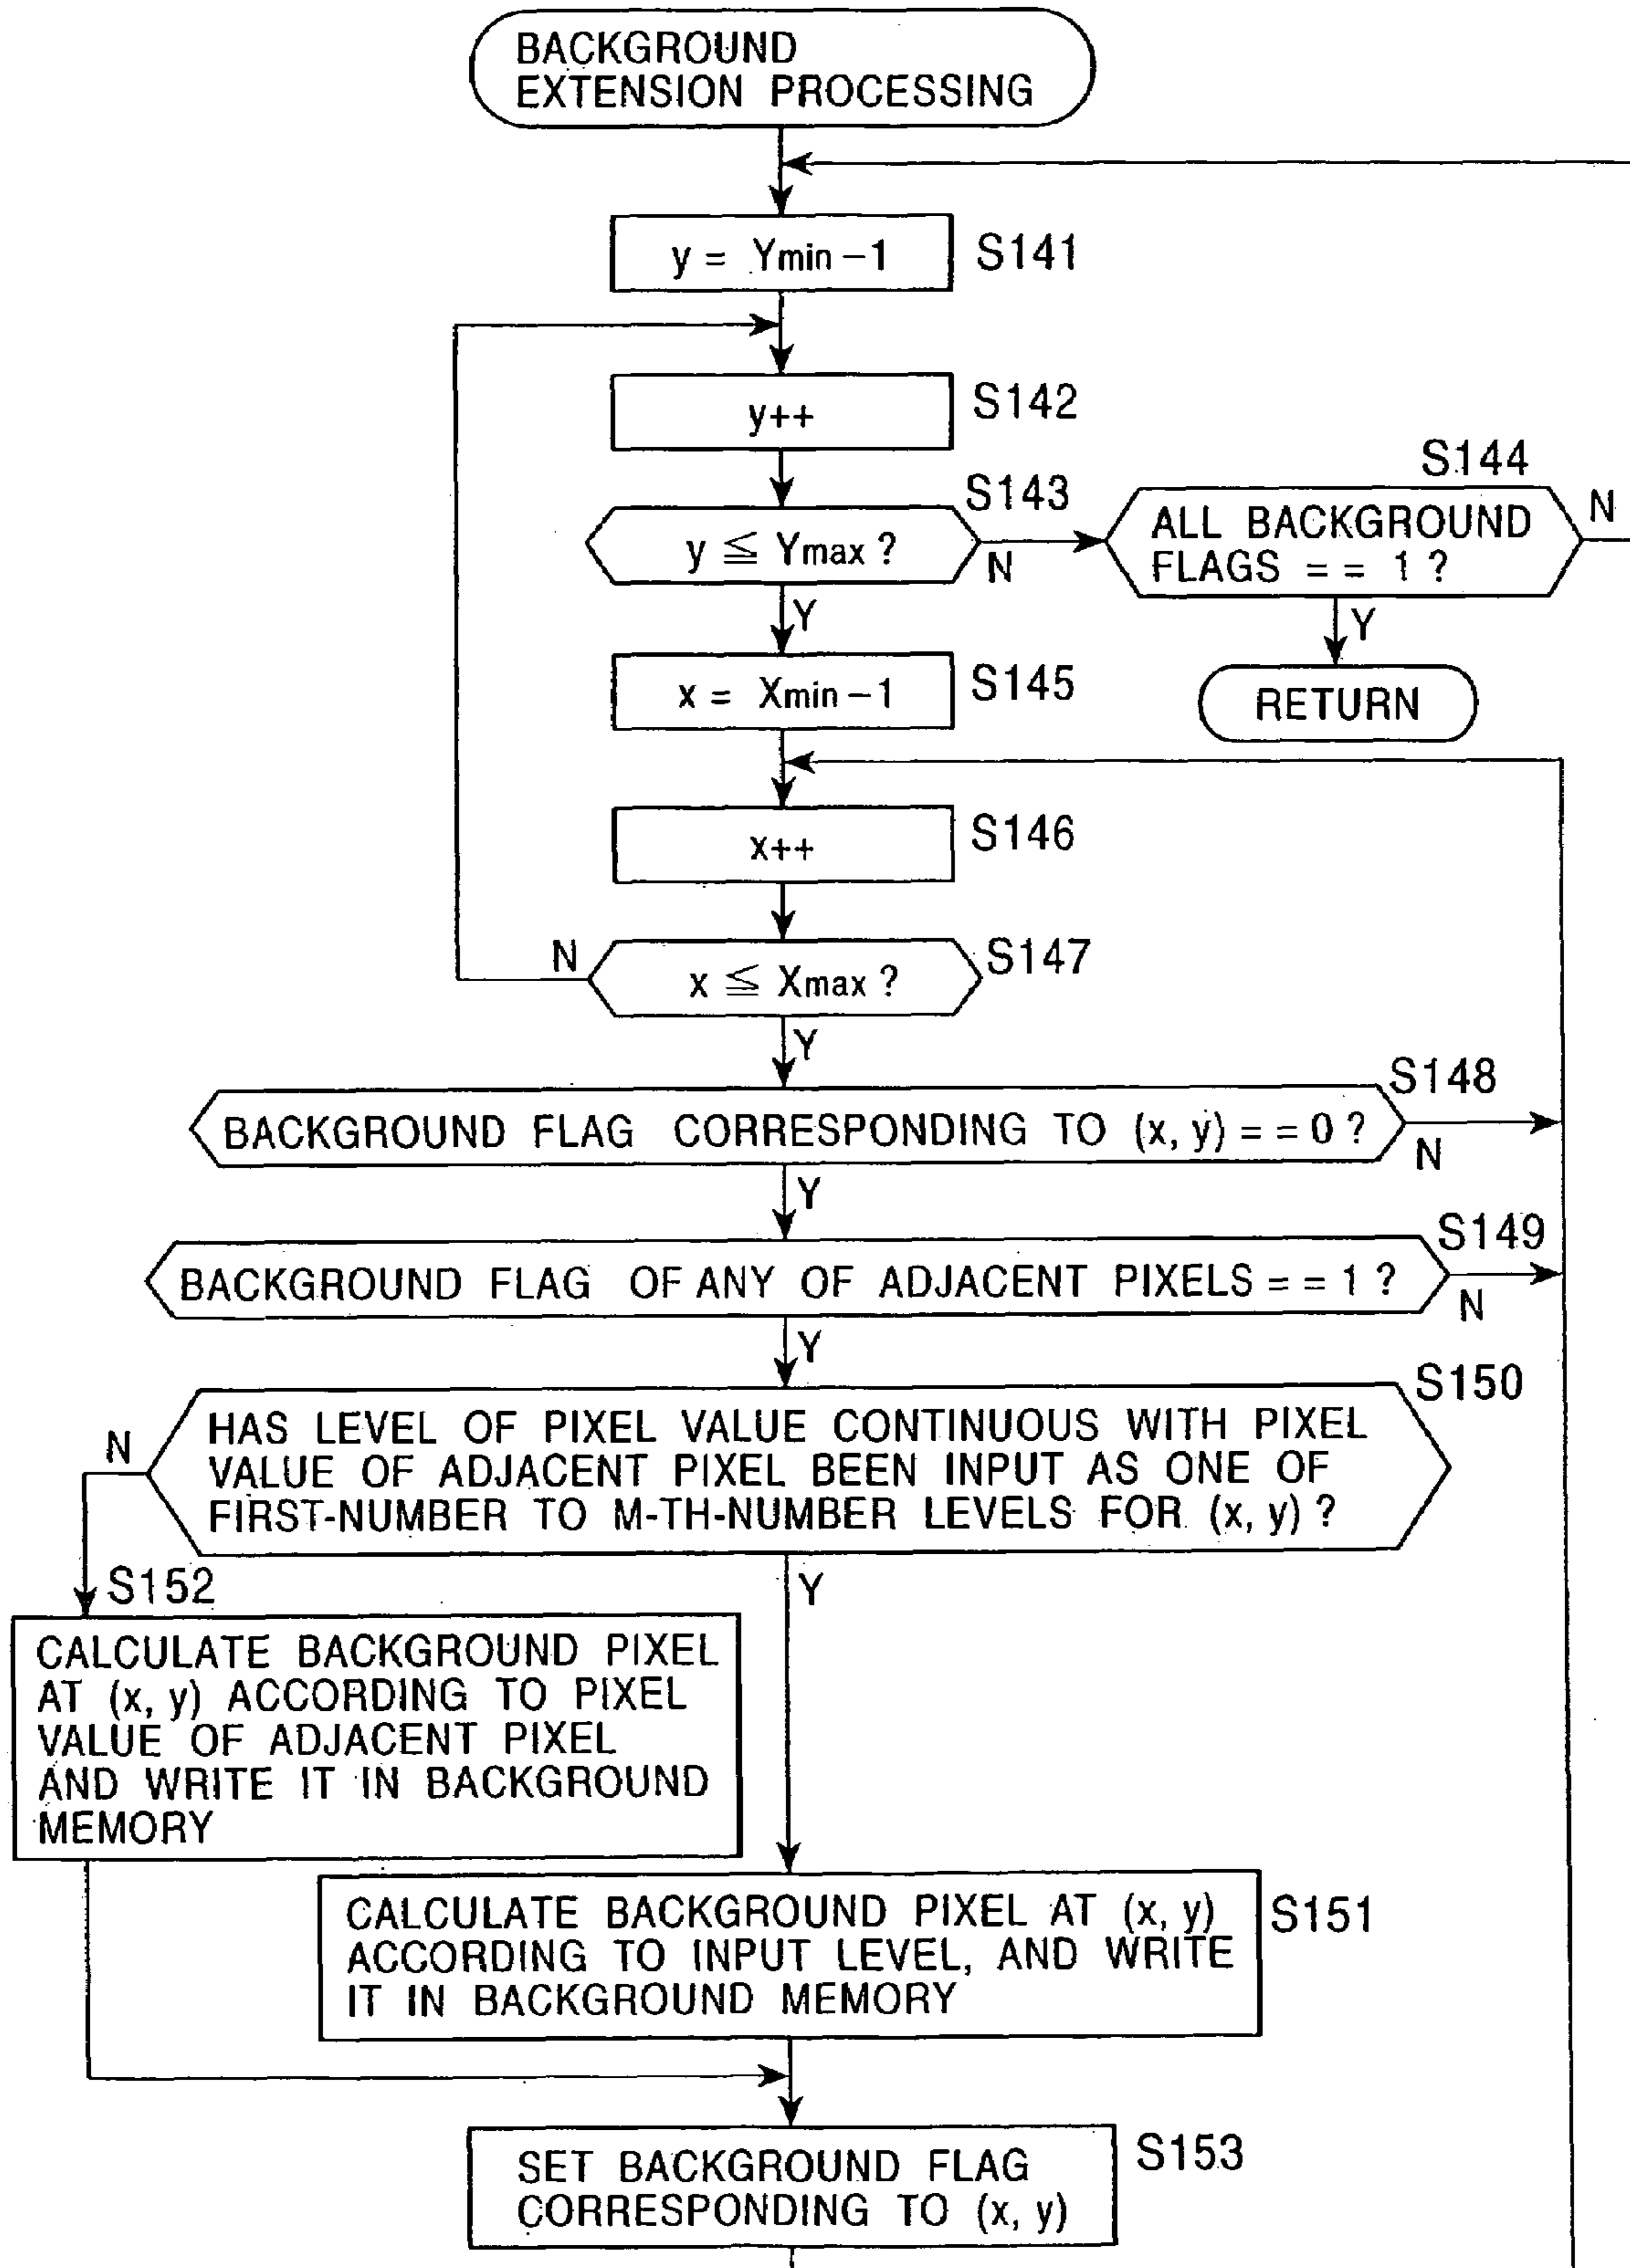 BACKGROUND
EXTENSION PROCESSING
y = Ymin −1
S141
y++
S142
S143
y ≦ Ymax ?
N
Y
S144
ALL BACKGROUND
FLAGS = = 1 ?
N
Y
RETURN
x = Xmin −1
S145
x++
S146
N
x ≦ Xmax ?
S147
Y
S148
BACKGROUND FLAG CORRESPONDING TO (x, y) = = 0 ?
N
Y
S149
BACKGROUND FLAG OF ANY OF ADJACENT PIXELS = = 1 ?
N
Y
S150
HAS LEVEL OF PIXEL VALUE CONTINUOUS WITH PIXEL
VALUE OF ADJACENT PIXEL BEEN INPUT AS ONE OF
FIRST-NUMBER TO M-TH-NUMBER LEVELS FOR (x, y) ?
N
Y
S152
CALCULATE BACKGROUND PIXEL
AT (x, y) ACCORDING TO PIXEL
VALUE OF ADJACENT PIXEL
AND WRITE IT IN BACKGROUND
MEMORY
CALCULATE BACKGROUND PIXEL AT (x, y)
ACCORDING TO INPUT LEVEL, AND WRITE
IT IN BACKGROUND MEMORY
S151
SET BACKGROUND FLAG
CORRESPONDING TO (x, y)
S153